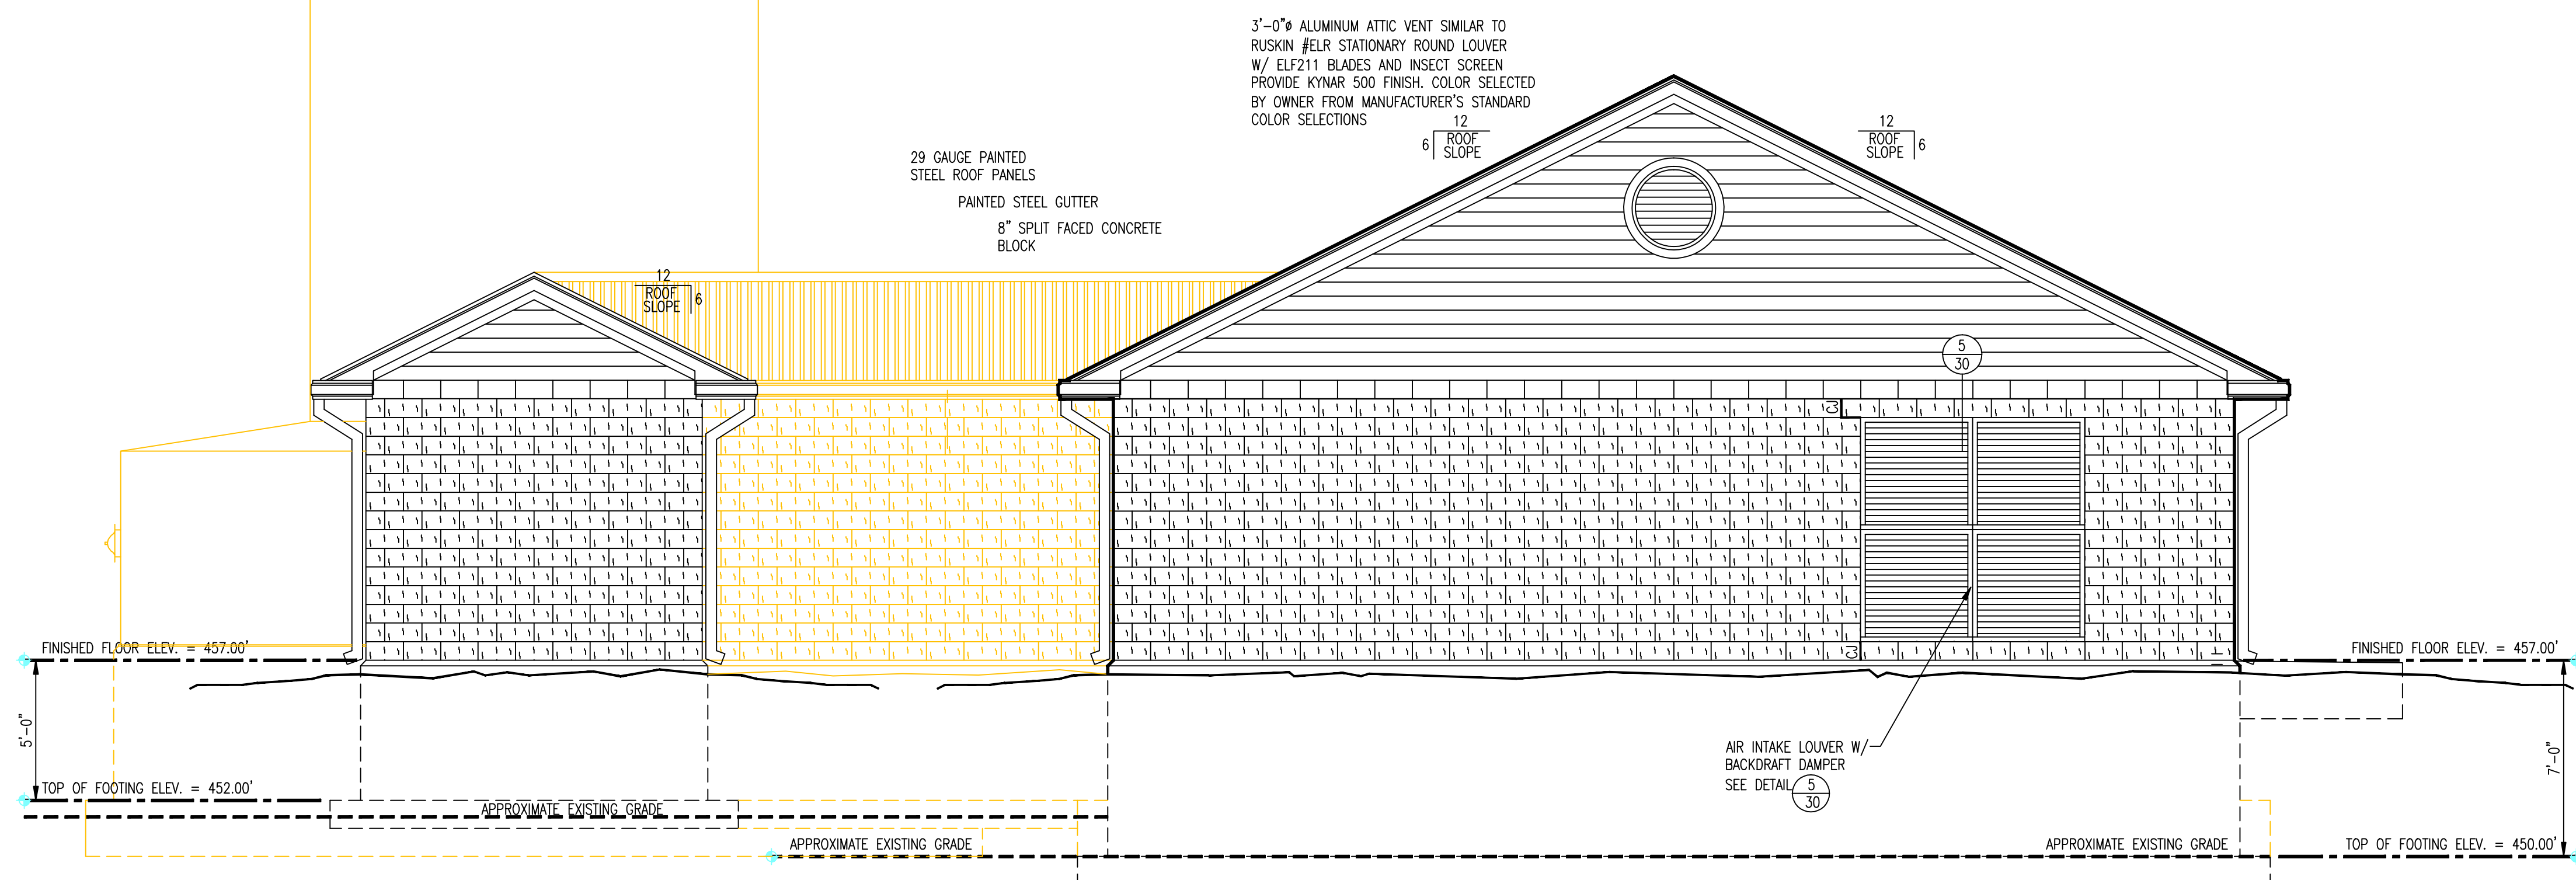 3'-0"ø ALUMINUM ATTIC VENT SIMILAR TO
RUSKIN #ELR STATIONARY ROUND LOUVER
W/ ELF211 BLADES AND INSECT SCREEN
PROVIDE KYNAR 500 FINISH. COLOR SELECTED
BY OWNER FROM MANUFACTURER'S STANDARD
COLOR SELECTIONS
12
6
ROOF
SLOPE
12
ROOF
SLOPE
6
29 GAUGE PAINTED
STEEL ROOF PANELS
PAINTED STEEL GUTTER
8" SPLIT FACED CONCRETE
BLOCK
12
ROOF
SLOPE
6
5
30
CJ
CJ
FINISHED FLOOR ELEV. = 457.00'
FINISHED FLOOR ELEV. = 457.00'
5'-0"
7'-0"
AIR INTAKE LOUVER W/
BACKDRAFT DAMPER
SEE DETAIL
5
30
TOP OF FOOTING ELEV. = 452.00'
APPROXIMATE EXISTING GRADE
APPROXIMATE EXISTING GRADE
APPROXIMATE EXISTING GRADE
TOP OF FOOTING ELEV. = 450.00'